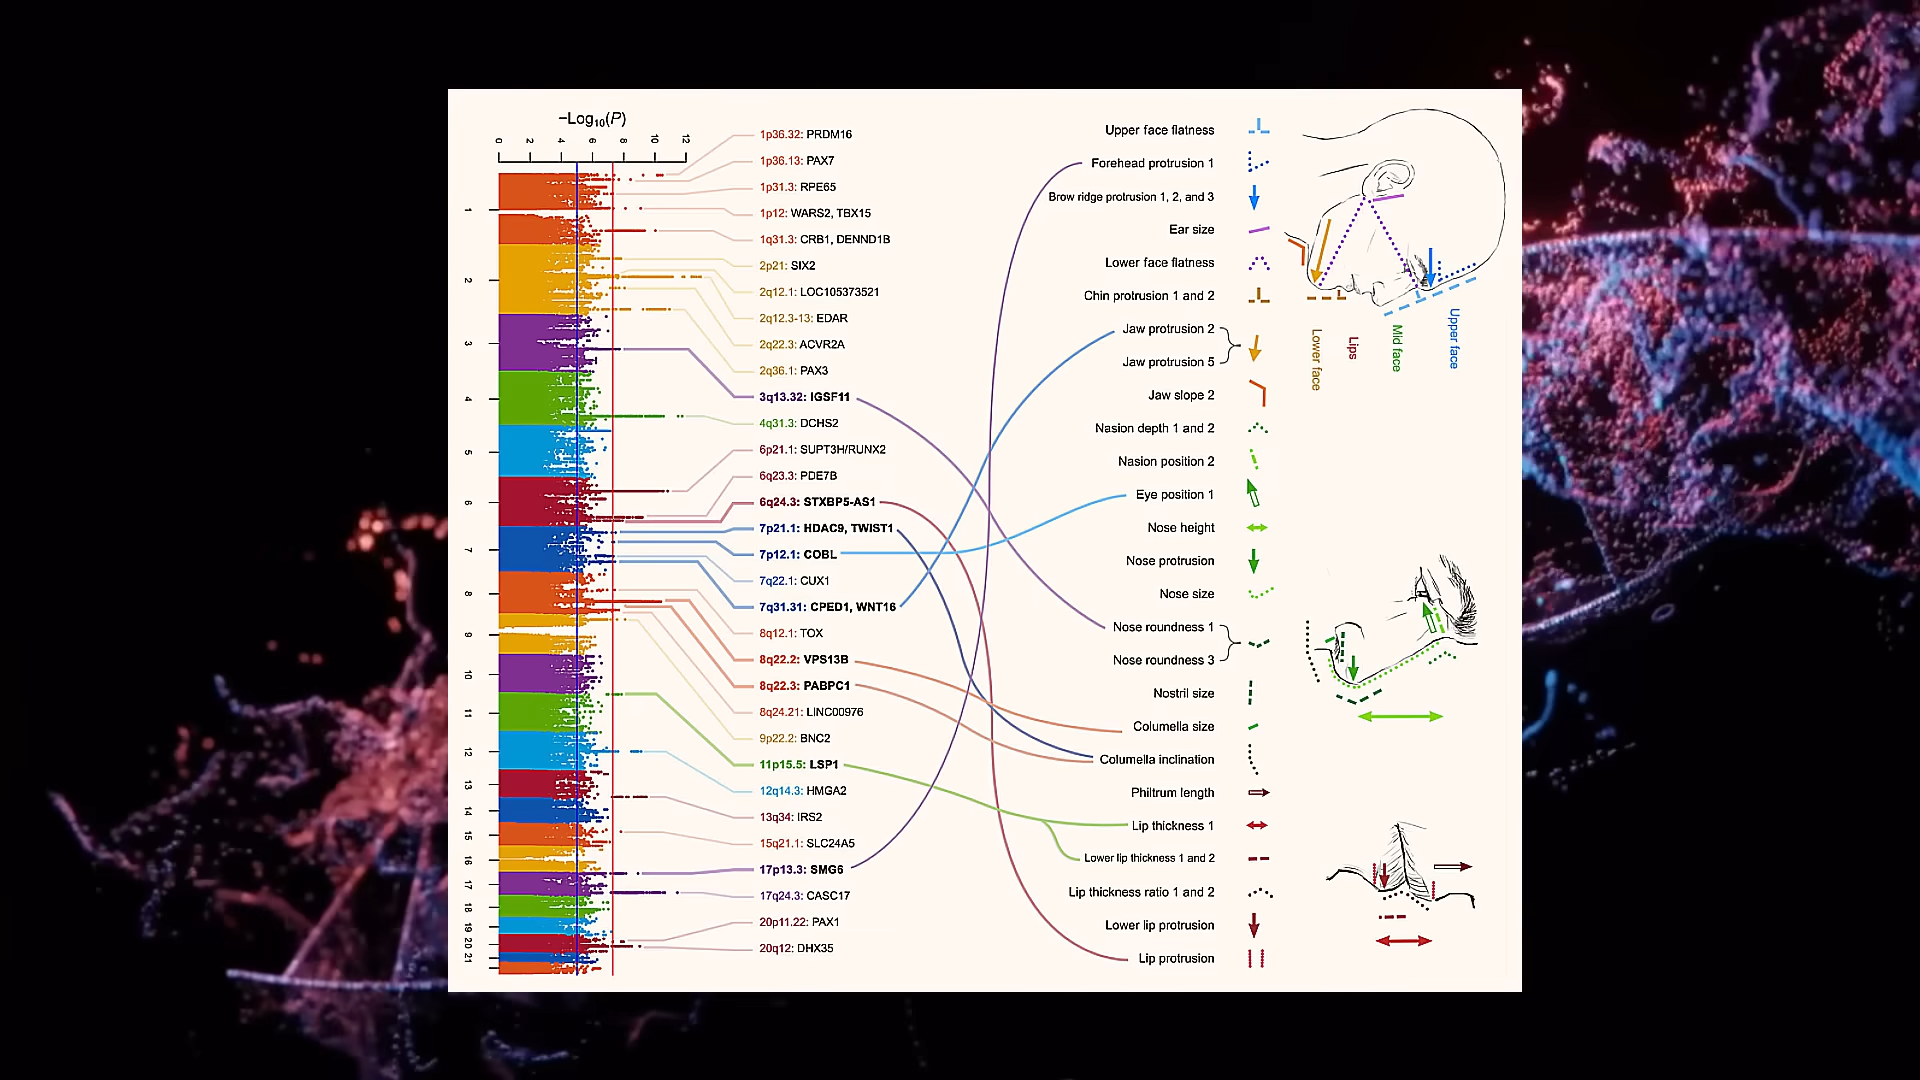 −Log10(P)
0 2 4 6 8 10 12
1
2
3
4
5
6
7
8
9
10
11
12
13
14
15
16
17
18
19
20
21
1p36.32: PRDM16
1p36.13: PAX7
1p31.3: RPE65
1p12: WARS2, TBX15
1q31.3: CRB1, DENND1B
2p21: SIX2
2q12.1: LOC105373521
2q12.3-13: EDAR
2q22.3: ACVR2A
2q36.1: PAX3
3q13.32: IGSF11
4q31.3: DCHS2
6p21.1: SUPT3H/RUNX2
6q23.3: PDE7B
6q24.3: STXBP5-AS1
7p21.1: HDAC9, TWIST1
7p12.1: COBL
7q22.1: CUX1
7q31.31: CPED1, WNT16
8q12.1: TOX
8q22.2: VPS13B
8q22.3: PABPC1
8q24.21: LINC00976
9p22.2: BNC2
11p15.5: LSP1
12q14.3: HMGA2
13q34: IRS2
15q21.1: SLC24A5
17p13.3: SMG6
17q24.3: CASC17
20p11.22: PAX1
20q12: DHX35
Upper face flatness
Forehead protrusion 1
Brow ridge protrusion 1, 2, and 3
Ear size
Lower face flatness
Chin protrusion 1 and 2
Jaw protrusion 2
Jaw protrusion 5
Jaw slope 2
Nasion depth 1 and 2
Nasion position 2
Eye position 1
Nose height
Nose protrusion
Nose size
Nose roundness 1
Nose roundness 3
Nostril size
Columella size
Columella inclination
Philtrum length
Lip thickness 1
Lower lip thickness 1 and 2
Lip thickness ratio 1 and 2
Lower lip protrusion
Lip protrusion
Lower face
Lips
Mid face
Upper face